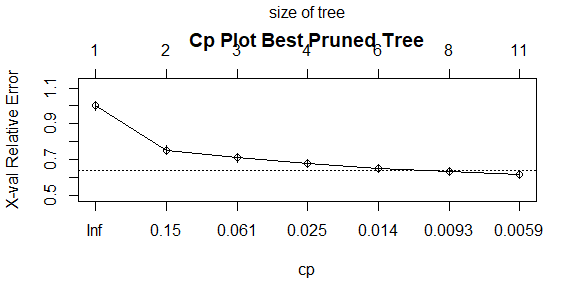 size of tree
Cp Plot Best Pruned Tree
1 2 3 4 6 8 11
X-val Relative Error
1.1
0.9
0.7
0.5
Inf 0.15 0.061 0.025 0.014 0.0093 0.0059
cp